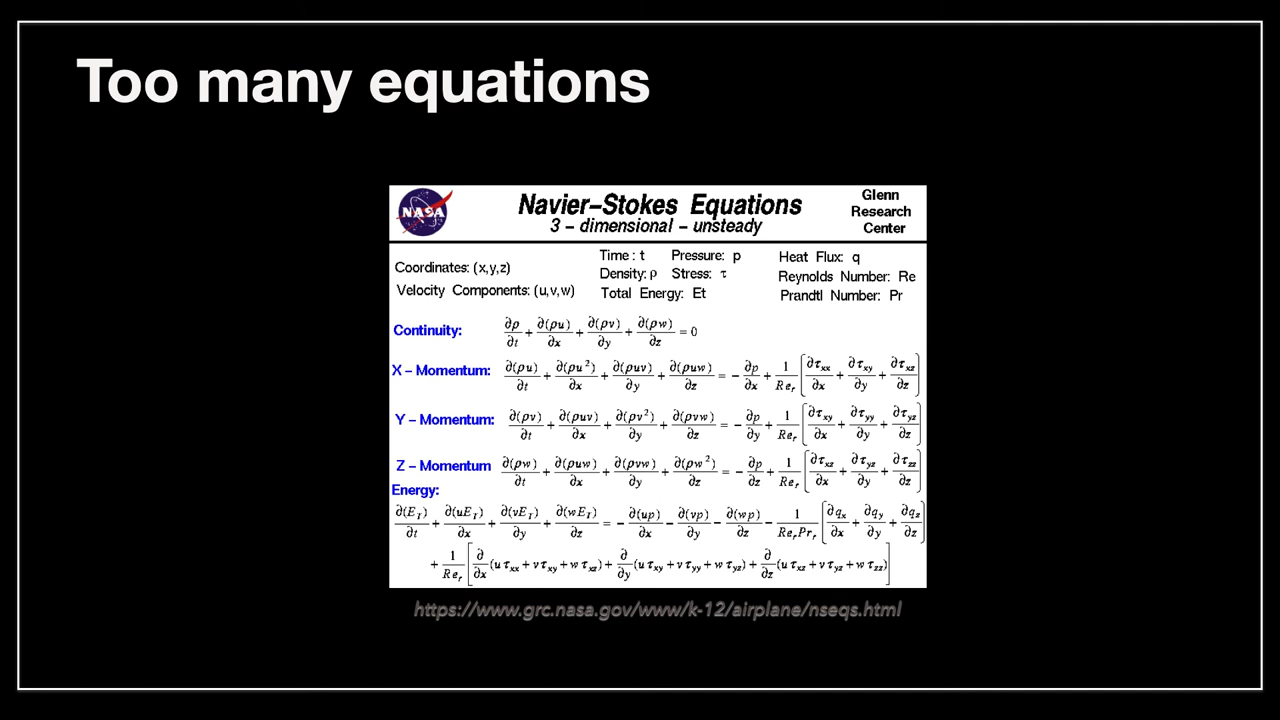 Too many equations
NASA
Navier–Stokes Equations
3 – dimensional – unsteady
Glenn
Research
Center
Coordinates: (x,y,z)
Velocity Components: (u,v,w)
Time : t Pressure: p
Density: ρ Stress: τ
Total Energy: Et
Heat Flux: q
Reynolds Number: Re
Prandtl Number: Pr
Continuity: ∂ρ/∂t + ∂(ρu)/∂x + ∂(ρv)/∂y + ∂(ρw)/∂z = 0
X – Momentum: ∂(ρu)/∂t + ∂(ρu²)/∂x + ∂(ρuv)/∂y + ∂(ρuw)/∂z = − ∂p/∂x + 1/Re_r [∂τ_xx/∂x + ∂τ_xy/∂y + ∂τ_xz/∂z]
Y – Momentum: ∂(ρv)/∂t + ∂(ρuv)/∂x + ∂(ρv²)/∂y + ∂(ρvw)/∂z = − ∂p/∂y + 1/Re_r [∂τ_xy/∂x + ∂τ_yy/∂y + ∂τ_yz/∂z]
Z – Momentum ∂(ρw)/∂t + ∂(ρuw)/∂x + ∂(ρvw)/∂y + ∂(ρw²)/∂z = − ∂p/∂z + 1/Re_r [∂τ_xz/∂x + ∂τ_yz/∂y + ∂τ_zz/∂z]
Energy:
∂(E_T)/∂t + ∂(uE_T)/∂x + ∂(vE_T)/∂y + ∂(wE_T)/∂z = − ∂(up)/∂x − ∂(vp)/∂y − ∂(wp)/∂z − 1/Re_r Pr_r [∂q_x/∂x + ∂q_y/∂y + ∂q_z/∂z]
+ 1/Re_r [∂/∂x (u τ_xx + v τ_xy + w τ_xz) + ∂/∂y (u τ_xy + v τ_yy + w τ_yz) + ∂/∂z (u τ_xz + v τ_yz + w τ_zz)]
https://www.grc.nasa.gov/www/k-12/airplane/nseqs.html